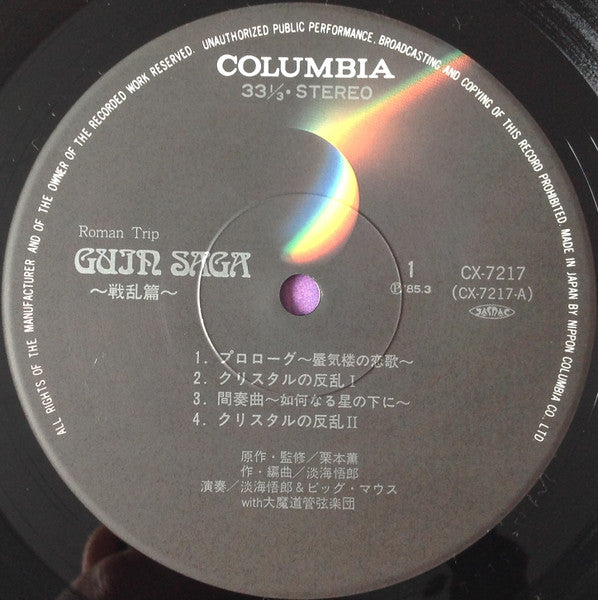 ALL RIGHTS OF THE MANUFACTURER AND OF THE OWNER OF THE RECORDED WORK RESERVED. UNAUTHORIZED PUBLIC PERFORMANCE, BROADCASTING AND COPYING OF THIS RECORD PROHIBITED. MADE IN JAPAN BY NIPPON COLUMBIA CO., LTD
COLUMBIA
33⅓・STEREO
Roman Trip
GUIN SAGA
〜戦乱篇〜
1
Ⓟ'85.3
CX-7217
(CX-7217-A)
1. プロローグ〜蜃気楼の恋歌〜
2. クリスタルの反乱Ⅰ
3. 間奏曲〜如何なる星の下に〜
4. クリスタルの反乱Ⅱ
原作・監修/栗本薫
作・編曲/淡海悟郎
演奏/淡海悟郎&ビッグ・マウス
with大魔道管弦楽団